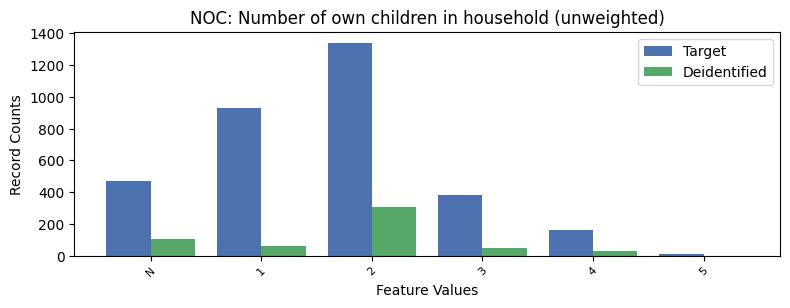 NOC: Number of own children in household (unweighted)
Record Counts
1400
1200
1000
800
600
400
200
0
Target
Deidentified
N
1
2
3
4
5
Feature Values